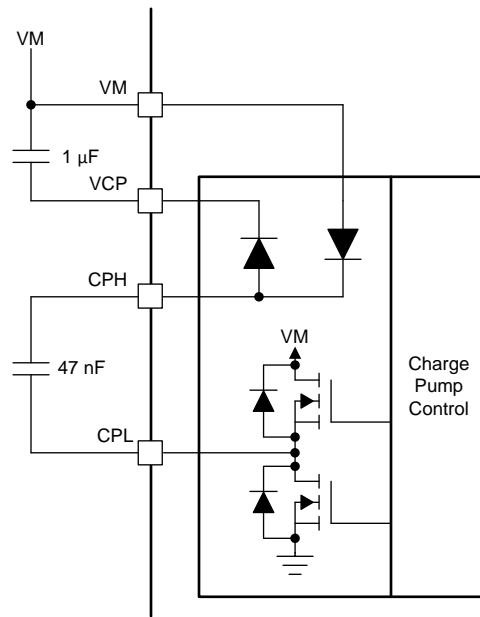 VM
VM
1 µF
VCP
CPH
VM
47 nF
Charge
Pump
Control
CPL